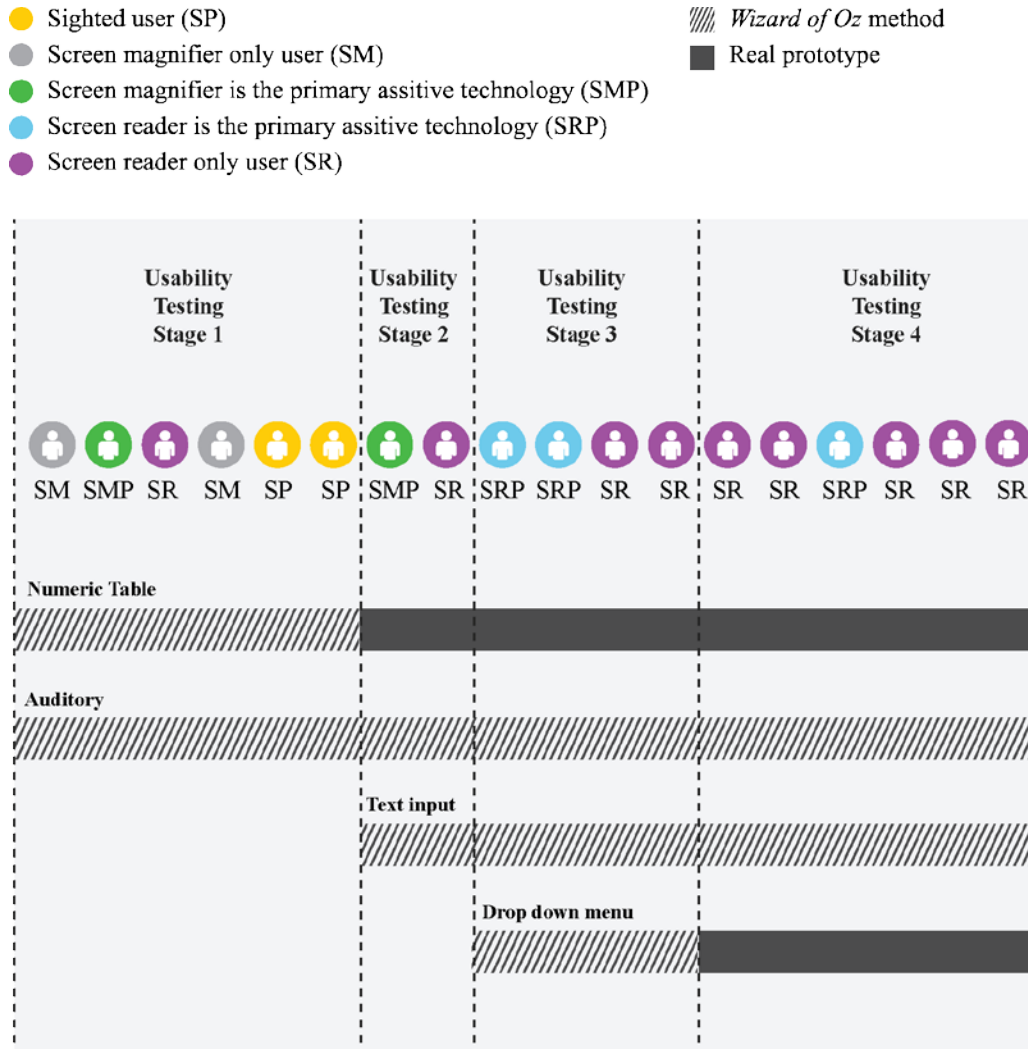 Sighted user (SP)
Screen magnifier only user (SM)
Screen magnifier is the primary assitive technology (SMP)
Screen reader is the primary assitive technology (SRP)
Screen reader only user (SR)
Wizard of Oz method
Real prototype
Usability
Testing
Stage 1
Usability
Testing
Stage 2
Usability
Testing
Stage 3
Usability
Testing
Stage 4
SM SMP SR SM SP SP SMP SR SRP SRP SR SR SR SR SRP SR SR SR
Numeric Table
Auditory
Text input
Drop down menu